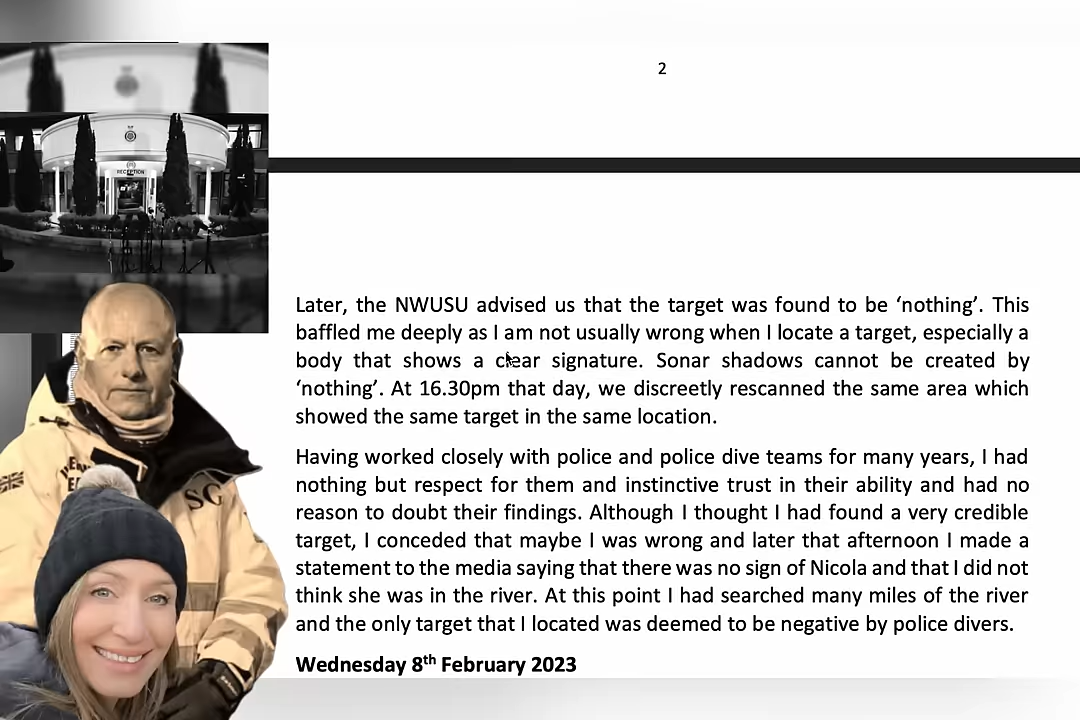 2
RECEPTION
Later, the NWUSU advised us that the target was found to be ‘nothing’. This
baffled me deeply as I am not usually wrong when I locate a target, especially a
body that shows a clear signature. Sonar shadows cannot be created by
‘nothing’. At 16.30pm that day, we discreetly rescanned the same area which
showed the same target in the same location.
Having worked closely with police and police dive teams for many years, I had
nothing but respect for them and instinctive trust in their ability and had no
reason to doubt their findings. Although I thought I had found a very credible
target, I conceded that maybe I was wrong and later that afternoon I made a
statement to the media saying that there was no sign of Nicola and that I did not
think she was in the river. At this point I had searched many miles of the river
and the only target that I located was deemed to be negative by police divers.
Wednesday 8th February 2023
SG